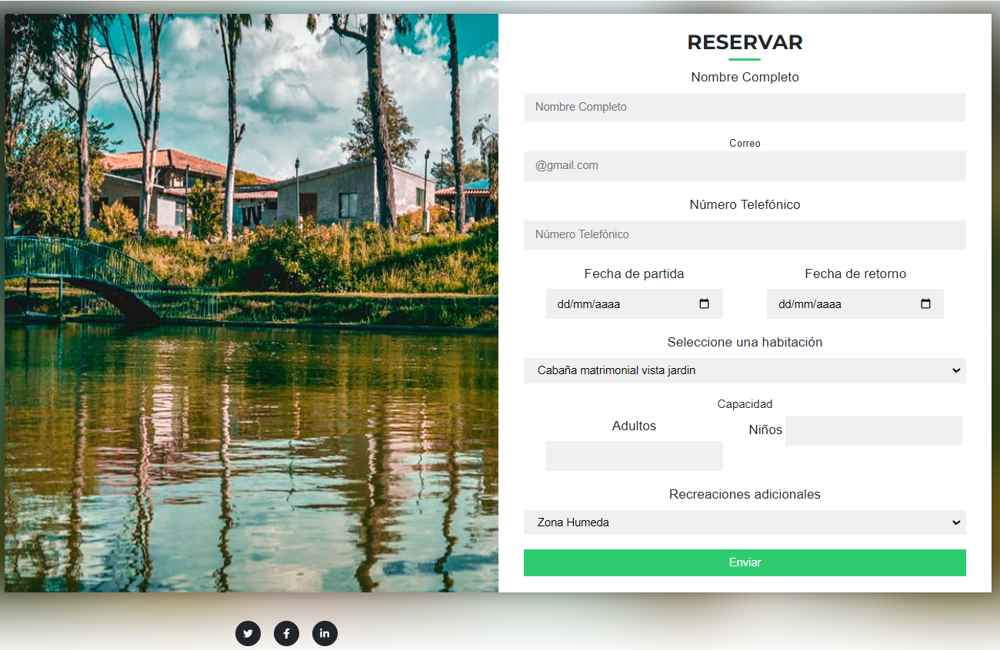 RESERVAR
Nombre Completo
Nombre Completo
Correo
@gmail.com
Número Telefónico
Número Telefónico
Fecha de partida
Fecha de retorno
dd/mm/aaaa
dd/mm/aaaa
Seleccione una habitación
Cabaña matrimonial vista jardin
Capacidad
Adultos
Niños
Recreaciones adicionales
Zona Humeda
Enviar